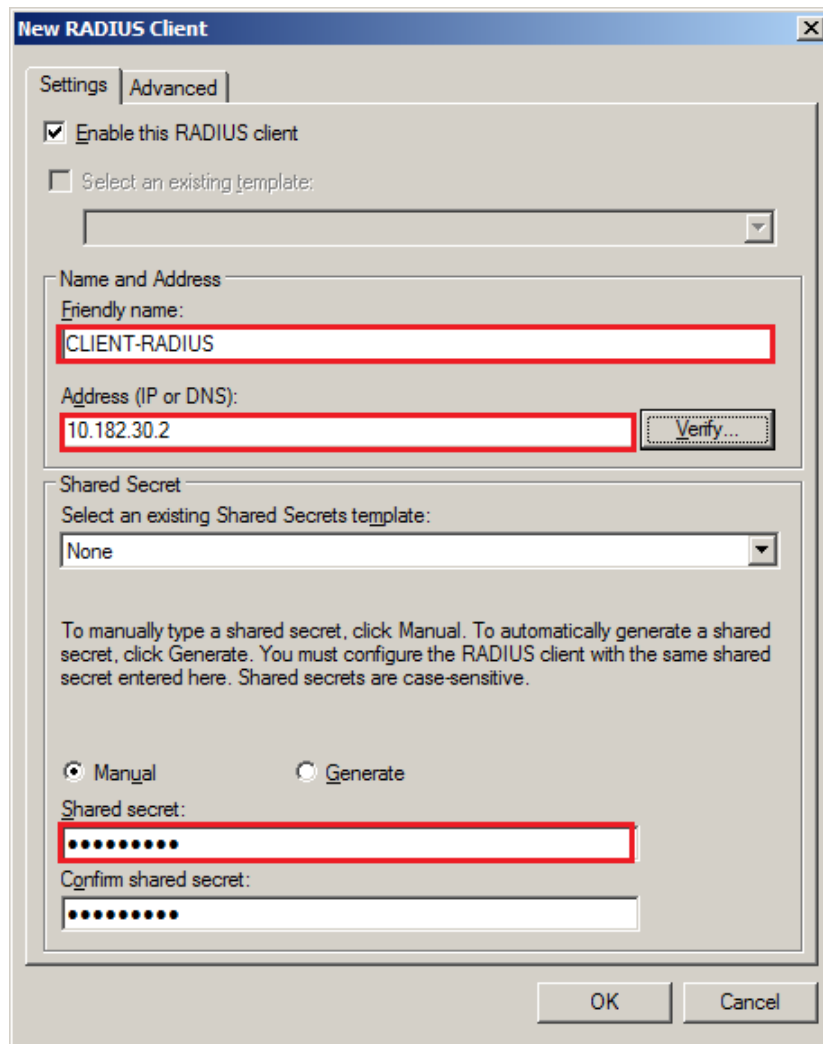 New RADIUS Client
Settings
Advanced
Enable this RADIUS client
Select an existing template:
Name and Address
Friendly name:
CLIENT-RADIUS
Address (IP or DNS):
10.182.30.2
Verify...
Shared Secret
Select an existing Shared Secrets template:
None
To manually type a shared secret, click Manual. To automatically generate a shared
secret, click Generate. You must configure the RADIUS client with the same shared
secret entered here. Shared secrets are case-sensitive.
Manual
Generate
Shared secret:
●●●●●●●●●
Confirm shared secret:
●●●●●●●●●
OK
Cancel